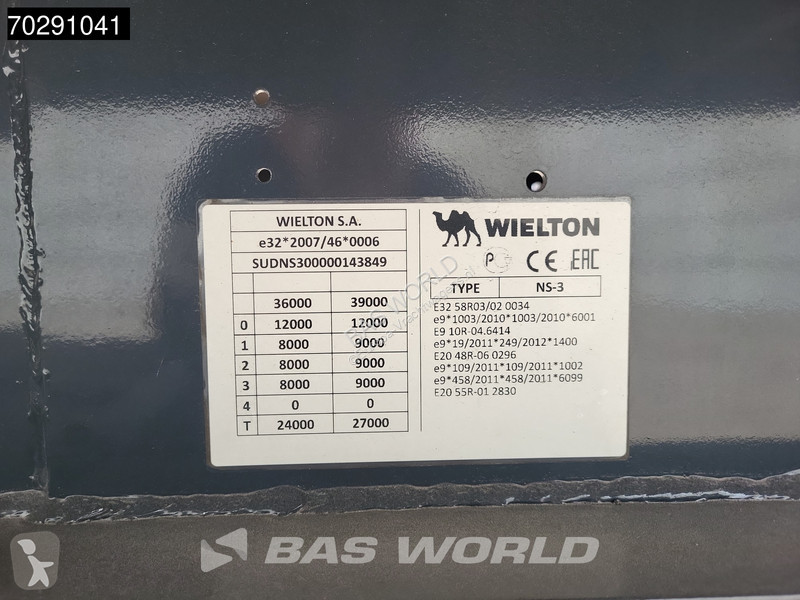 70291041
WIELTON S.A.
e32*2007/46*0006
SUDNS300000143849
36000 39000
0 12000 12000
1 8000 9000
2 8000 9000
3 8000 9000
4 0 0
T 24000 27000
WIELTON
P CE EAC
TYPE NS-3
E32 58R03/02 0034
e9*1003/2010*1003/2010*6001
E9 10R-04.6414
e9*19/2011*249/2012*1400
E20 48R-06 0296
e9*109/2011*109/2011*1002
e9*458/2011*458/2011*6099
E20 55R-01 2830
BAS WORLD
BAS WORLD